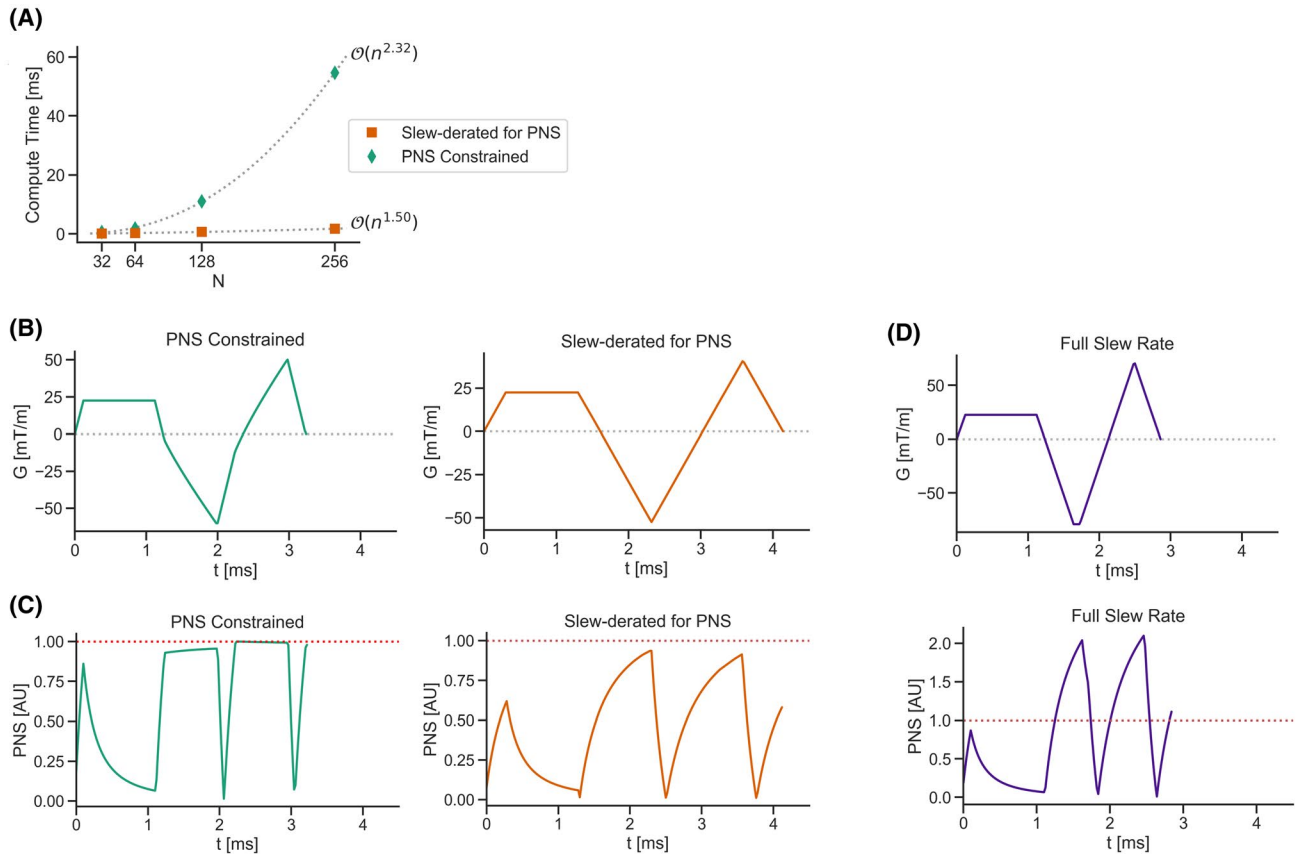 (A)
60
40
20
0
Compute Time [ms]
32 64 128 256
N
𝒪(n^2.32)
𝒪(n^1.50)
Slew-derated for PNS
PNS Constrained
(B)
PNS Constrained
50
25
0
−25
−50
G [mT/m]
0 1 2 3 4
t [ms]
Slew-derated for PNS
25
0
−25
−50
G [mT/m]
0 1 2 3 4
t [ms]
(D)
Full Slew Rate
50
0
−50
G [mT/m]
0 1 2 3 4
t [ms]
(C)
PNS Constrained
1.00
0.75
0.50
0.25
0.00
PNS [AU]
0 1 2 3 4
t [ms]
Slew-derated for PNS
1.00
0.75
0.50
0.25
0.00
PNS [AU]
0 1 2 3 4
t [ms]
Full Slew Rate
2.0
1.5
1.0
0.5
0.0
PNS [AU]
0 1 2 3 4
t [ms]